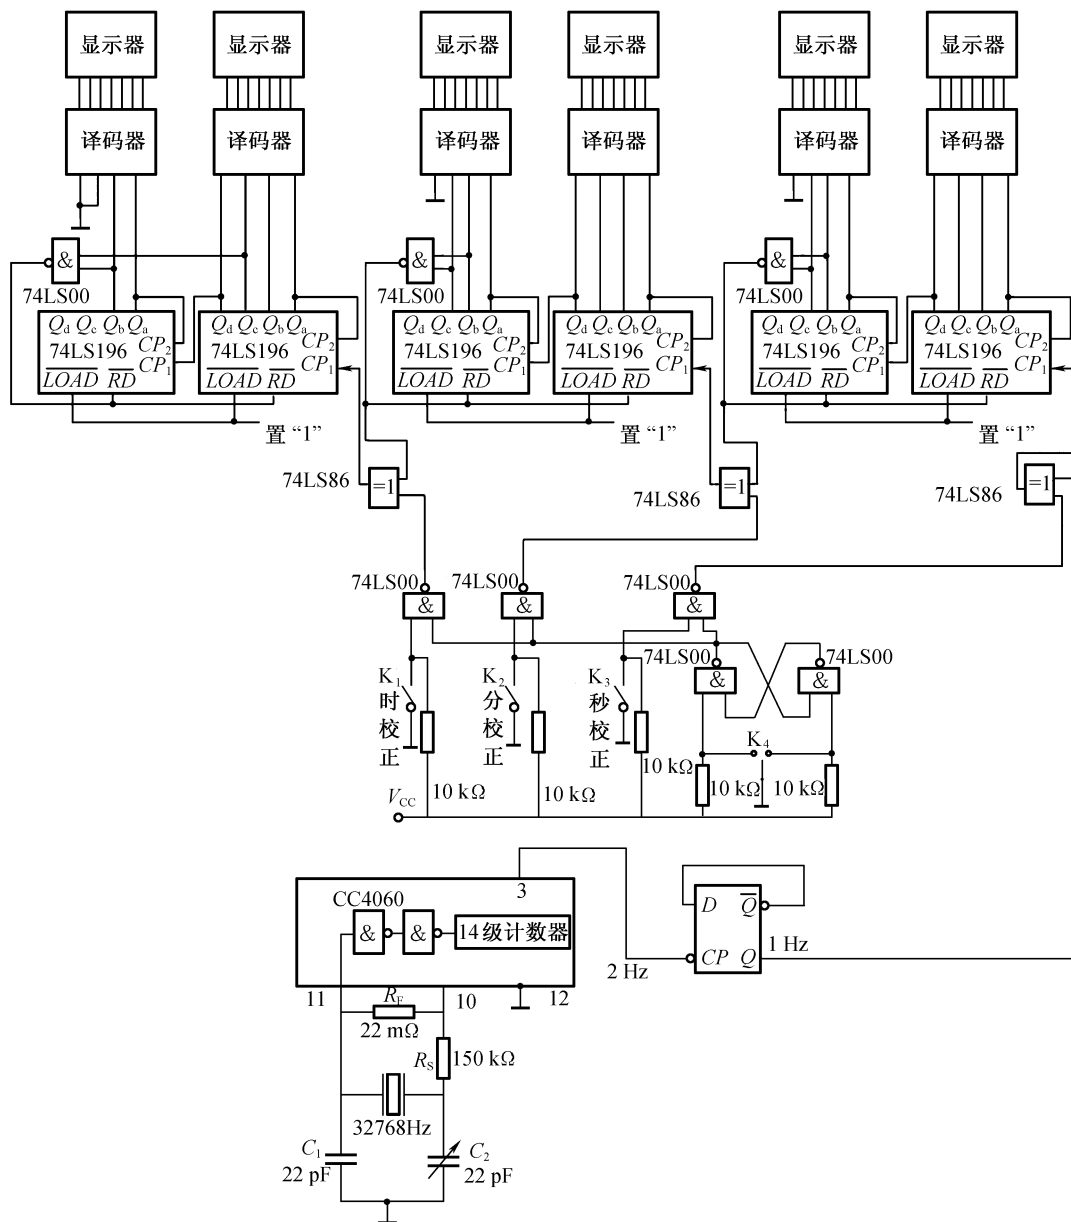 显示器 显示器 显示器 显示器 显示器 显示器
译码器 译码器 译码器 译码器 译码器 译码器
& & &
74LS00 74LS00 74LS00
Qd Qc Qb Qa Qd Qc Qb Qa Qd Qc Qb Qa Qd Qc Qb Qa Qd Qc Qb Qa Qd Qc Qb Qa
74LS196 CP2 74LS196 CP2 74LS196 CP2 74LS196 CP2 74LS196 CP2 74LS196 CP2
CP1 CP1 CP1 CP1 CP1 CP1
LOAD RD LOAD RD LOAD RD LOAD RD LOAD RD LOAD RD
置 “1” 置 “1” 置 “1”
74LS86 =1 74LS86 =1 74LS86 =1
74LS00 74LS00 74LS00
& & &
74LS00 74LS00
& &
K1 时校正 K2 分校正 K3 秒校正
K4
10 kΩ 10 kΩ 10 kΩ 10 kΩ 10 kΩ
VCC
3
CC4060
& & 14级计数器
D Q
CP Q
2 Hz 1 Hz
11 10 12
RF
22 mΩ
RS 150 kΩ
32768Hz
C1 C2
22 pF 22 pF